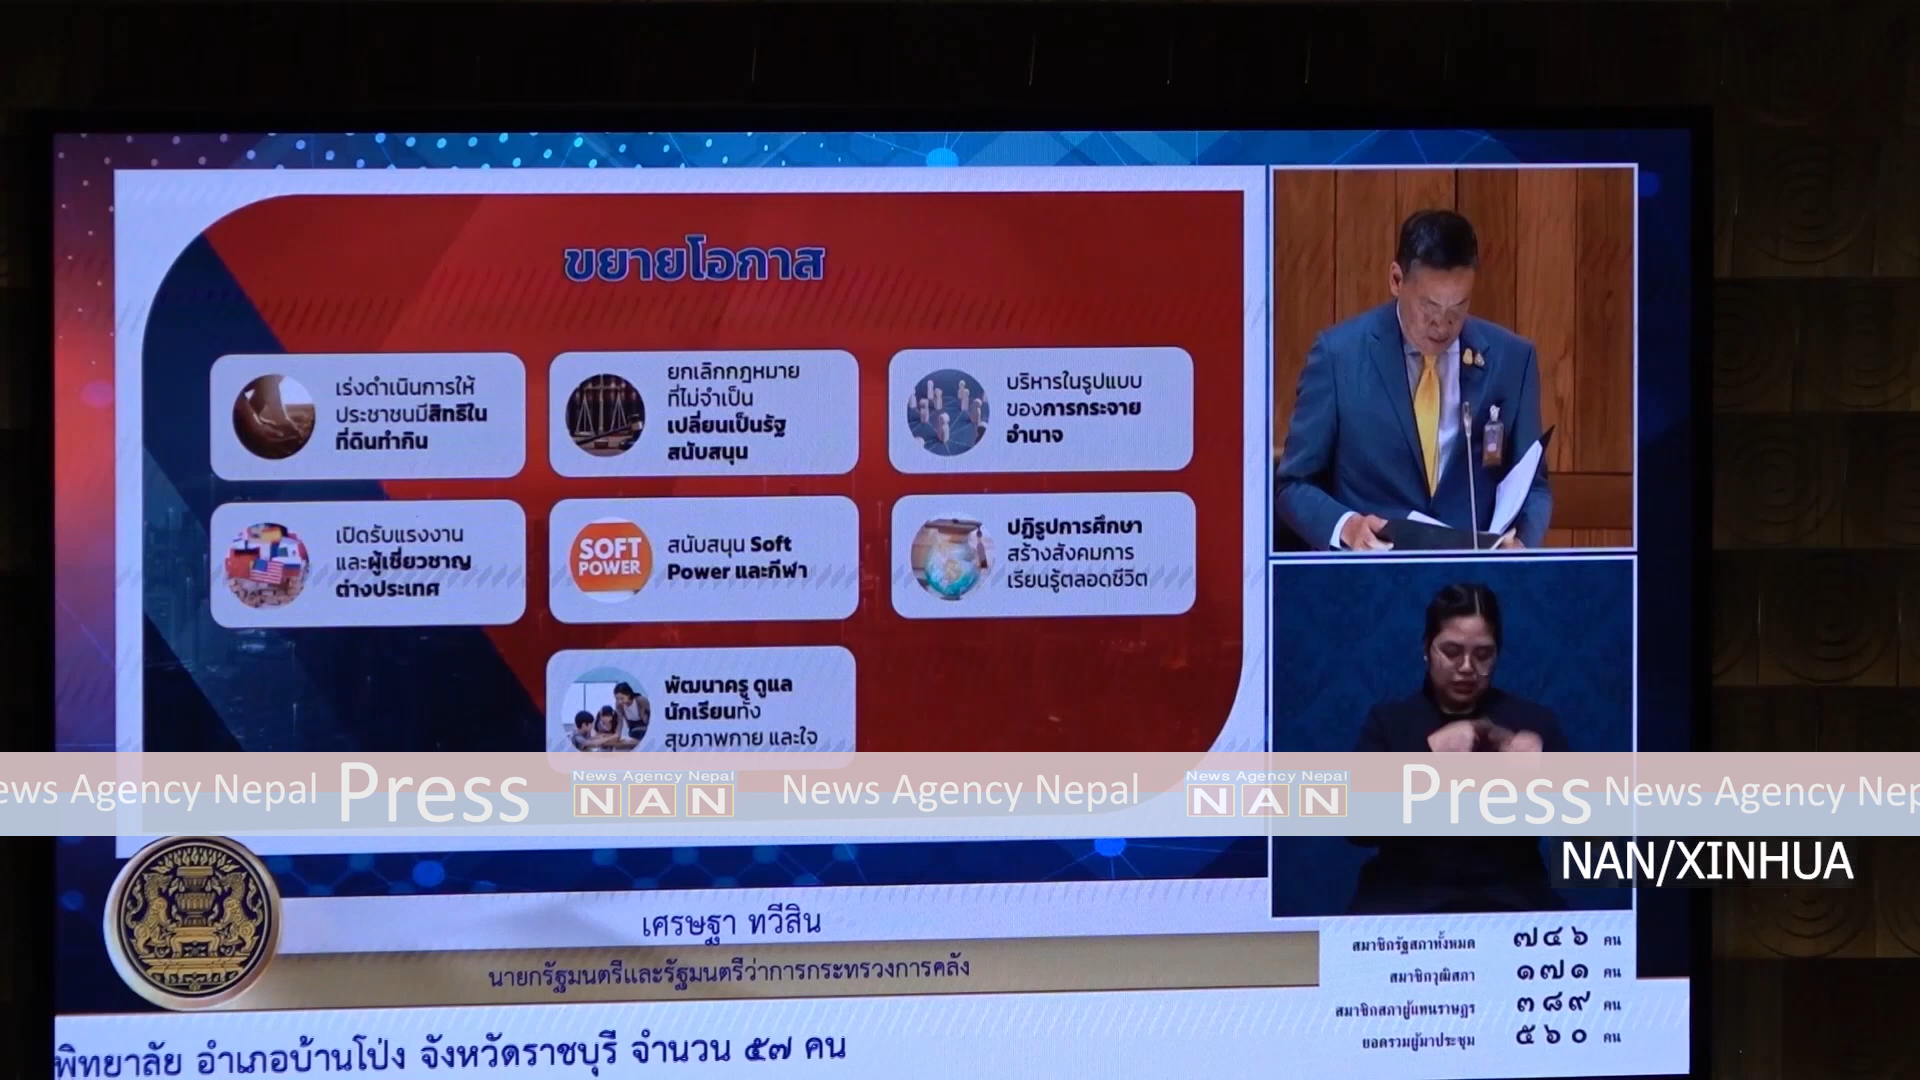 ขยายโอกาส
เร่งดำเนินการให้
ประชาชนมีสิทธิใน
ที่ดินทำกิน
ยกเลิกกฎหมาย
ที่ไม่จำเป็น
เปลี่ยนเป็นรัฐ
สนับสนุน
บริหารในรูปแบบ
ของการกระจาย
อำนาจ
เปิดรับแรงงาน
และผู้เชี่ยวชาญ
ต่างประเทศ
SOFT
POWER
สนับสนุน Soft
Power และกีฬา
ปฏิรูปการศึกษา
สร้างสังคมการ
เรียนรู้ตลอดชีวิต
พัฒนาครู ดูแล
นักเรียนทั้ง
สุขภาพกาย และใจ
ews Agency Nepal Press News Agency Nepal NAN News Agency Nepal News Agency Nepal NAN Press News Agency Nep
NAN/XINHUA
เศรษฐา ทวีสิน
นายกรัฐมนตรีและรัฐมนตรีว่าการกระทรวงการคลัง
สมาชิกรัฐสภาทั้งหมด ๗๔๖ คน
สมาชิกวุฒิสภา ๑๗๑ คน
สมาชิกสภาผู้แทนราษฎร ๓๘๙ คน
ยอดรวมผู้มาประชุม ๕๖๐ คน
พิทยาลัย อำเภอบ้านโป่ง จังหวัดราชบุรี จำนวน ๕๗ คน